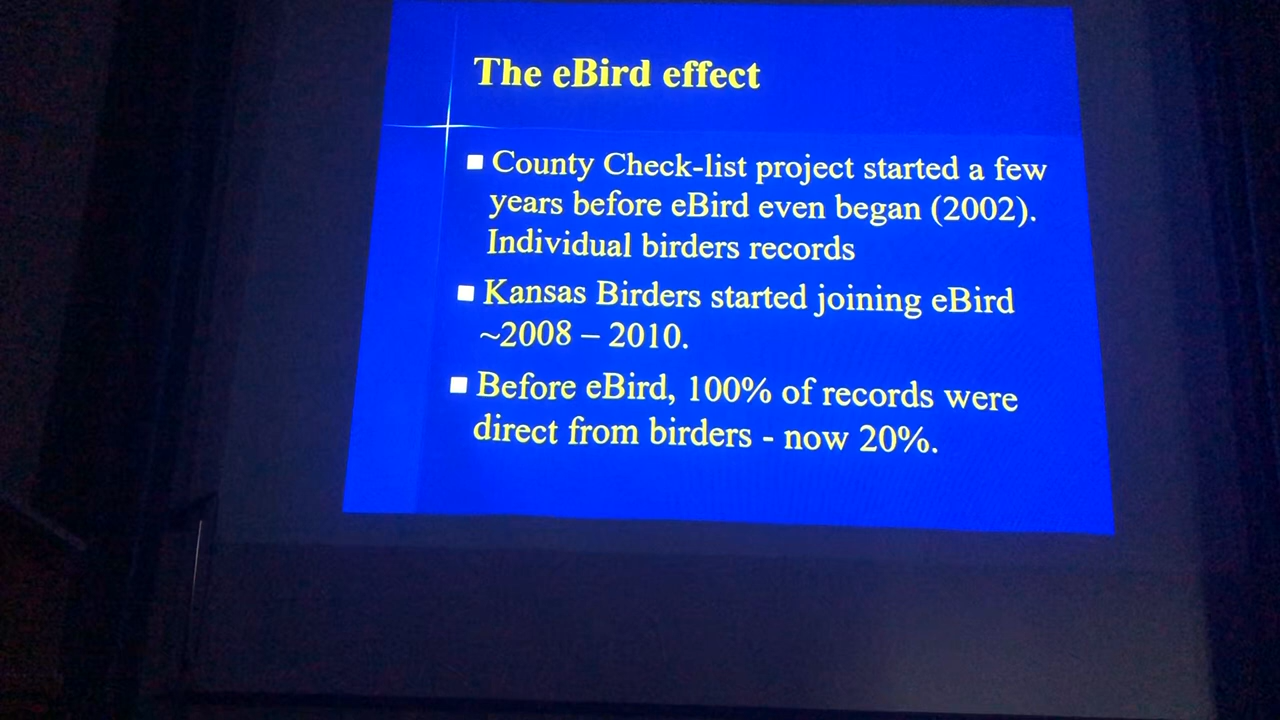 The eBird effect
County Check-list project started a few
years before eBird even began (2002).
Individual birders records
Kansas Birders started joining eBird
~2008 – 2010.
Before eBird, 100% of records were
direct from birders - now 20%.